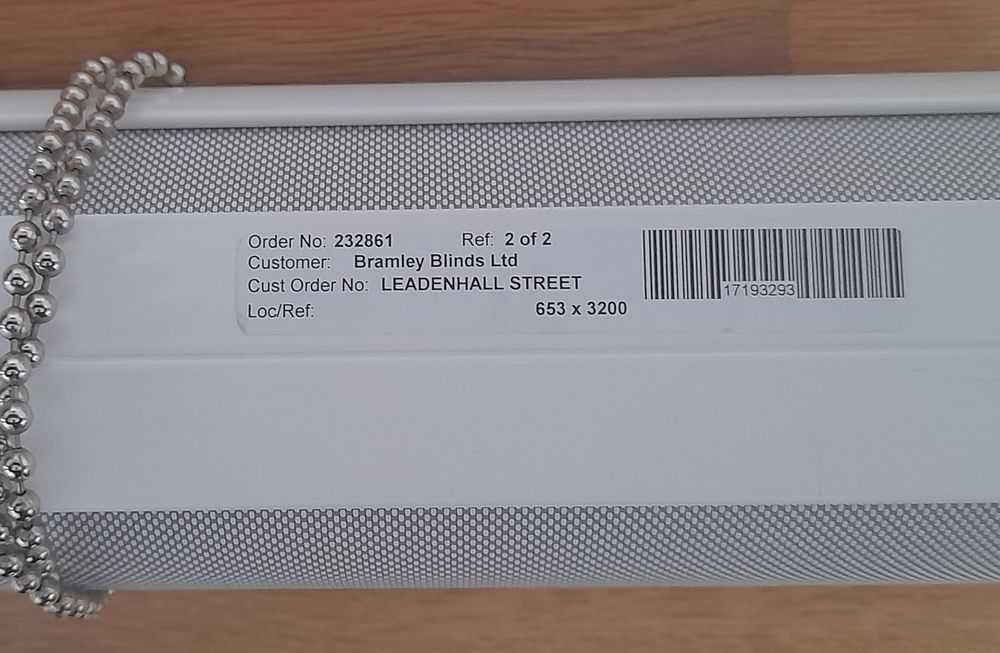 Order No: 232861 Ref: 2 of 2
Customer: Bramley Blinds Ltd
Cust Order No: LEADENHALL STREET
Loc/Ref: 653 x 3200
17193293